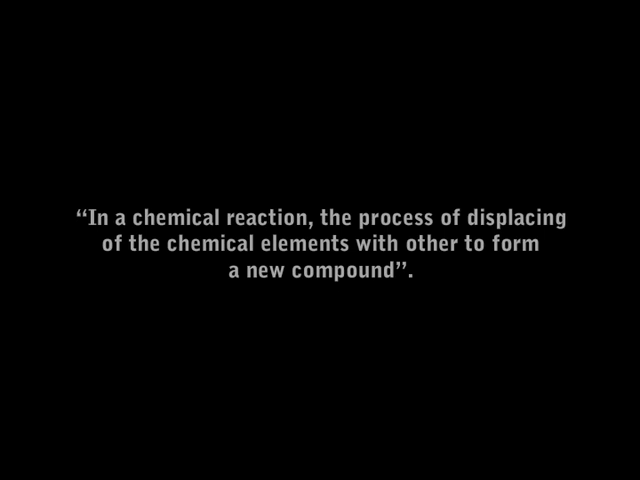 “In a chemical reaction, the process of displacing
of the chemical elements with other to form
a new compound”.